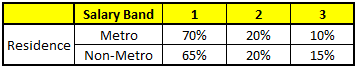 Salary Band 1 2 3
Residence Metro 70% 20% 10%
Non-Metro 65% 20% 15%